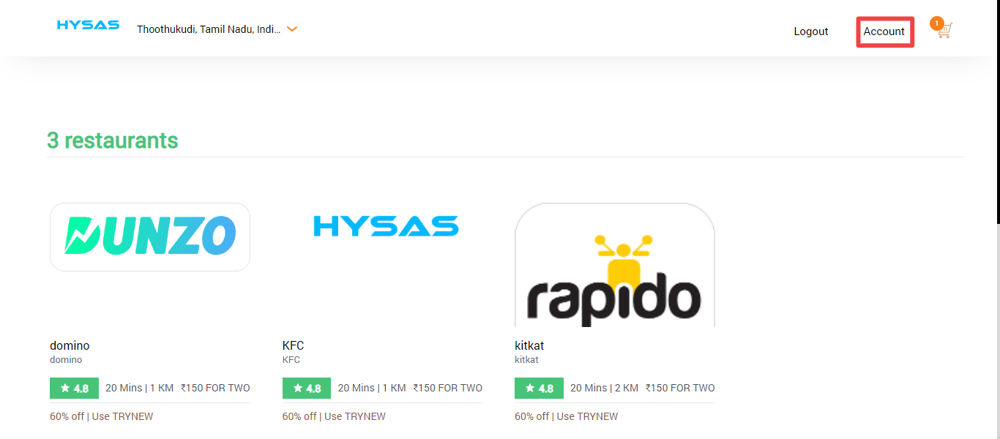 HYSAS
Thoothukudi, Tamil Nadu, Indi...
Logout
Account
1
3 restaurants
DUNZO
HYSAS
rapido
domino
domino
4.8 20 Mins | 1 KM ₹150 FOR TWO
60% off | Use TRYNEW
KFC
KFC
4.8 20 Mins | 1 KM ₹150 FOR TWO
60% off | Use TRYNEW
kitkat
kitkat
4.8 20 Mins | 2 KM ₹150 FOR TWO
60% off | Use TRYNEW